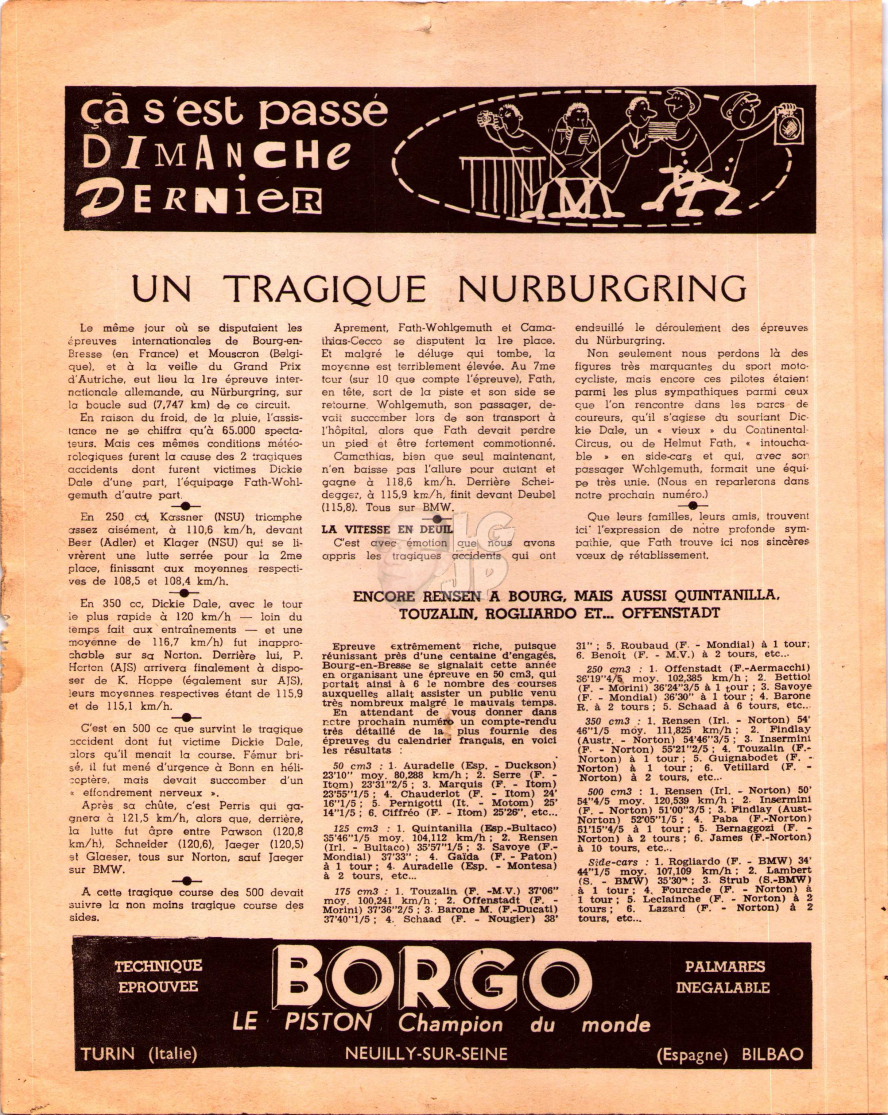 çà s'est passé
DIMANCHE
DERNIER
UN TRAGIQUE NURBURGRING
Le même jour où se disputaient les
épreuves internationales de Bourg-en-
Bresse (en France) et Mouscron (Belgi-
que), et à la veille du Grand Prix
d'Autriche, eut lieu la 1re épreuve inter-
nationale allemande, au Nürburgring, sur
la boucle sud (7,747 km) de ce circuit.
En raison du froid, de la pluie, l'assis-
tance ne se chiffra qu'à 65.000 specta-
teurs. Mais ces mêmes conditions météo-
rologiques furent la cause des 2 tragiques
accidents dont furent victimes Dickie
Dale d'une part, l'équipage Fath-Wohl-
gemuth d'autre part.
En 250 cc, Kassner (NSU) triomphe
assez aisément, à 110,6 km/h, devant
Beer (Adler) et Klager (NSU) qui se li-
vrèrent une lutte serrée pour la 2me
place, finissant aux moyennes respecti-
ves de 108,5 et 108,4 km/h.
En 350 cc, Dickie Dale, avec le tour
le plus rapide à 120 km/h — loin du
temps fait aux entraînements — et une
moyenne de 116,7 km/h) fut inappro-
chable sur sa Norton. Derrière lui, P.
Horton (AJS) arrivera finalement à dispo-
ser de K. Hoppe (également sur AJS),
leurs moyennes respectives étant de 115,9
et de 115,1 km/h.
C'est en 500 cc que survint le tragique
accident dont fut victime Dickie Dale,
alors qu'il menait la course. Fémur bri-
sé, il fut mené d'urgence à Bonn en héli-
coptère, mais devait succomber d'un
« effondrement nerveux ».
Après sa chûte, c'est Perris qui ga-
gnera à 121,5 km/h, alors que, derrière,
la lutte fut âpre entre Pawson (120,8
km/h), Schneider (120,6), Jaeger (120,5)
et Glaeser, tous sur Norton, sauf Jaeger
sur BMW.
A cette tragique course des 500 devait
suivre la non moins tragique course des
sides.
Aprement, Fath-Wohlgemuth et Cama-
thias-Cecco se disputent la 1re place.
Et malgré le déluge qui tombe, la
moyenne est terriblement élevée. Au 7me
tour (sur 10 que compte l'épreuve), Fath,
en tête, sort de la piste et son side se
retourne. Wohlgemuth, son passager, de-
vait succomber lors de son transport à
l'hôpital, alors que Fath devait perdre
un pied et être fortement commotionné.
Camathias, bien que seul maintenant,
n'en baisse pas l'allure pour autant et
gagne à 118,6 km/h. Derrière Schei-
degger, à 115,9 km/h, finit devant Deubel
(115,8). Tous sur BMW.
LA VITESSE EN DEUIL
C'est avec émotion que nous avons
appris les tragiques accidents qui ont
endeuillé le déroulement des épreuves
du Nürburgring.
Non seulement nous perdons là des
figures très marquantes du sport moto-
cycliste, mais encore ces pilotes étaient
parmi les plus sympathiques parmi ceux
que l'on rencontre dans les parcs de
coureurs, qu'il s'agisse du souriant Dic-
kie Dale, un « vieux » du Continental-
Circus, ou de Helmut Fath, « intoucha-
ble » en side-cars et qui, avec son
passager Wohlgemuth, formait une équi-
pe très unie. (Nous en reparlerons dans
notre prochain numéro.)
Que leurs familles, leurs amis, trouvent
ici l'expression de notre profonde sym-
pathie, que Fath trouve ici nos sincères
vœux de rétablissement.
ENCORE RENSEN A BOURG, MAIS AUSSI QUINTANILLA,
TOUZALIN, ROGLIARDO ET... OFFENSTADT
Epreuve extrêmement riche, puisque
réunissant près d'une centaine d'engagés,
Bourg-en-Bresse se signalait cette année
en organisant une épreuve en 50 cm3, qui
portait ainsi à 6 le nombre des courses
auxquelles allait assister un public venu
très nombreux malgré le mauvais temps.
En attendant de vous donner dans
notre prochain numéro un compte-rendu
très détaillé de la plus fournie des
épreuves du calendrier français, en voici
les résultats :
50 cm3 : 1. Auradelle (Esp. - Duckson)
23'10" moy. 80,288 km/h ; 2. Serre (F. -
Itom) 23'31"2/5 ; 3. Marquis (F. - Itom)
23'55"1/5 ; 4. Chauderlot (F. - Itom) 24'
16"1/5 ; 5. Pernigotti (It. - Motom) 25'
14"1/5 ; 6. Ciffréo (F. - Itom) 25'26", etc...
125 cm3 : 1. Quintanilla (Esp.-Bultaco)
35'46"1/5 moy. 104,112 km/h ; 2. Rensen
(Irl. - Bultaco) 35'57"1/5 ; 3. Savoye (F.-
Mondial) 37'33" ; 4. Gaïda (F. - Paton)
à 1 tour ; 4. Auradelle (Esp. - Montesa)
à 2 tours, etc...
175 cm3 : 1. Touzalin (F. -M.V.) 37'06"
moy. 100,241 km/h ; 2. Offenstadt (F. -
Morini) 37'36"2/5 ; 3. Barone M. (F.-Ducati)
37'40"1/5 ; 4. Schaad (F. - Nougier) 38'
31" ; 5. Roubaud (F. - Mondial) à 1 tour;
6. Benoit (F. - M.V.) à 2 tours, etc...
250 cm3 : 1. Offenstadt (F.-Aermacchi)
36'19"4/5 moy. 102,385 km/h ; 2. Bettiol
(F. - Morini) 36'24"3/5 à 1 tour ; 3. Savoye
(F. - Mondial) 36'30" à 1 tour ; 4. Barone
R. à 2 tours ; 5. Schaad à 6 tours, etc...
350 cm3 : 1. Rensen (Irl. - Norton) 54'
46"1/5 moy. 111,825 km/h ; 2. Findlay
(Austr. - Norton) 54'46"3/5 ; 3. Insermini
(F. - Norton) 55'21"2/5 ; 4. Touzalin (F.-
Norton) à 1 tour ; 5. Guignabodet (F. -
Norton) à 1 tour ; 6. Vetillard (F. -
Norton) à 2 tours, etc...
500 cm3 : 1. Rensen (Irl. - Norton) 50'
54"4/5 moy. 120,539 km/h ; 2. Insermini
(F. - Norton) 51'00"3/5 ; 3. Findlay (Aust-
Norton) 52'05"1/5 ; 4. Paba (F.-Norton)
51'15"4/5 à 1 tour ; 5. Bernaggozi (F. -
Norton) à 2 tours ; 6. James (F.-Norton)
à 10 tours, etc...
Side-cars : 1. Rogliardo (F. - BMW) 34'
44"1/5 moy. 107,109 km/h ; 2. Lambert
(S. - BMW) 35'30" ; 3. Strub (S.-BMW)
à 1 tour ; 4. Fourcade (F. - Norton) à
1 tour ; 5. Leclainche (F. - Norton) à 2
tours ; 6. Lazard (F. - Norton) à 2
tours, etc...
TECHNIQUE
EPROUVEE
BORGO
PALMARES
INEGALABLE
LE PISTON Champion du monde
TURIN (Italie) NEUILLY-SUR-SEINE (Espagne) BILBAO